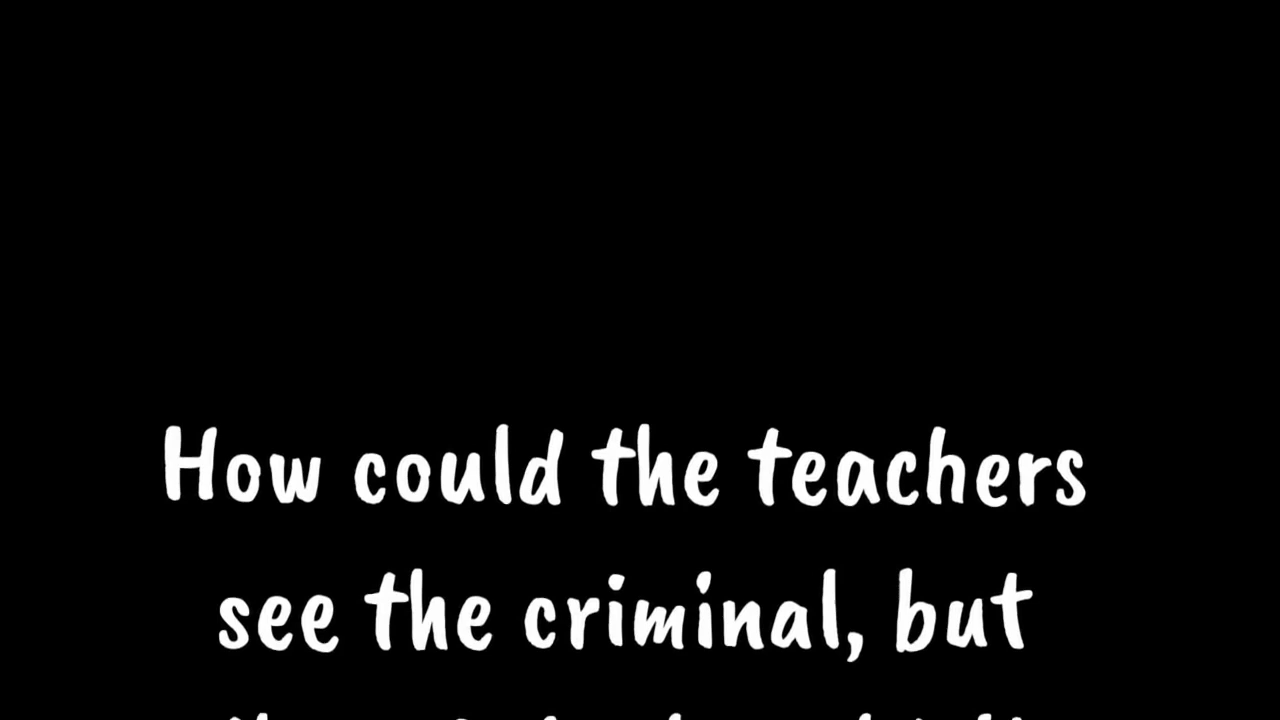 How could the teachers
see the criminal, but